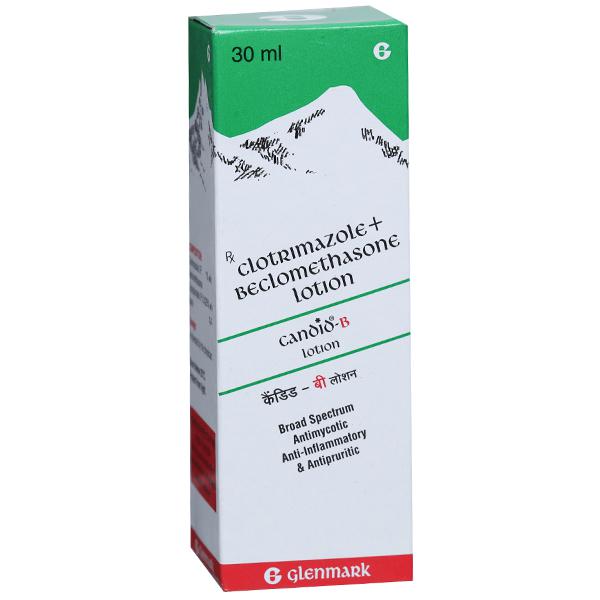 30 ml
Rx Clotrimazole+
Beclomethasone
Lotion
Candid®-B
Lotion
कैंडिड - बी लोशन
Broad Spectrum
Antimycotic
Anti-Inflammatory
& Antipruritic
Glenmark